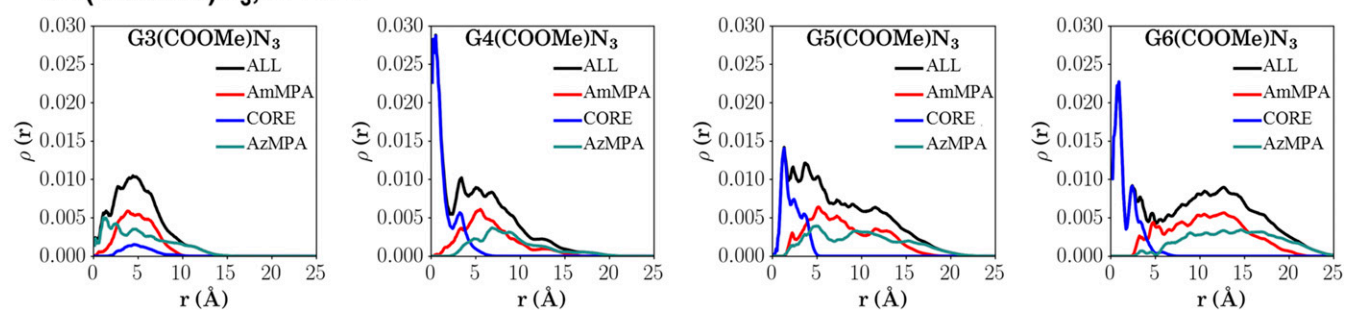 G3(COOMe)N3
ALL
AmMPA
CORE
AzMPA
0.030
0.025
0.020
0.015
0.010
0.005
0.000
ρ (r)
0 5 10 15 20 25
r (Å)
G4(COOMe)N3
ALL
AmMPA
CORE
AzMPA
0.030
0.025
0.020
0.015
0.010
0.005
0.000
ρ (r)
0 5 10 15 20 25
r (Å)
G5(COOMe)N3
ALL
AmMPA
CORE
AzMPA
0.030
0.025
0.020
0.015
0.010
0.005
0.000
ρ (r)
0 5 10 15 20 25
r (Å)
G6(COOMe)N3
ALL
AmMPA
CORE
AzMPA
0.030
0.025
0.020
0.015
0.010
0.005
0.000
ρ (r)
0 5 10 15 20 25
r (Å)